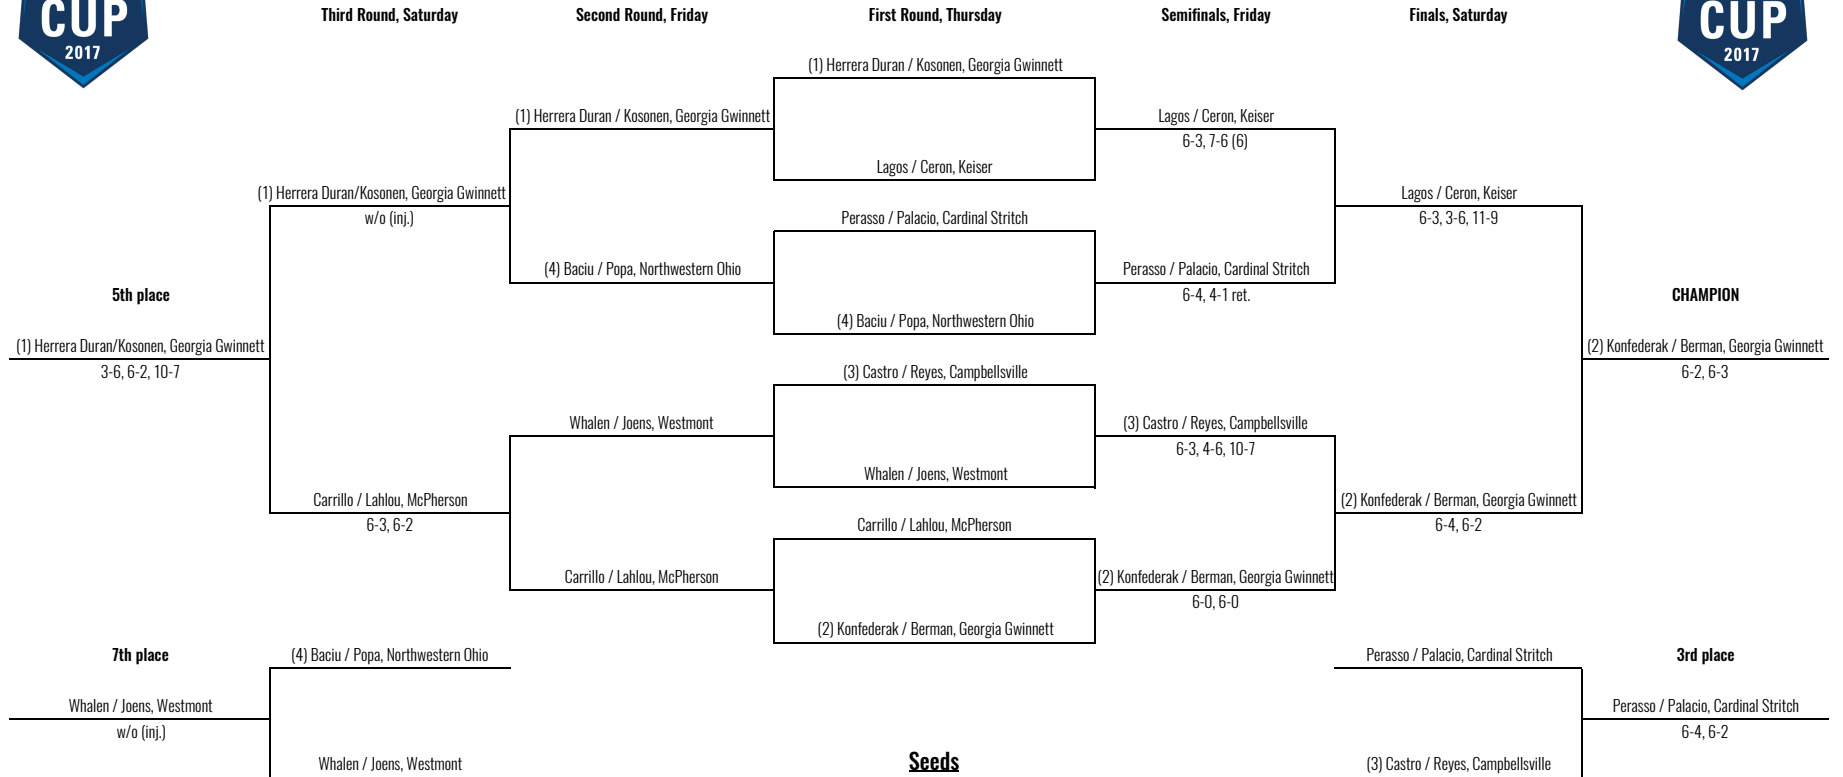 CUP
2017
Third Round, Saturday
Second Round, Friday
First Round, Thursday
Semifinals, Friday
Finals, Saturday
CUP
2017
(1) Herrera Duran / Kosonen, Georgia Gwinnett
(1) Herrera Duran / Kosonen, Georgia Gwinnett
Lagos / Ceron, Keiser
6-3, 7-6 (6)
Lagos / Ceron, Keiser
(1) Herrera Duran/Kosonen, Georgia Gwinnett
w/o (inj.)
Perasso / Palacio, Cardinal Stritch
Lagos / Ceron, Keiser
6-3, 3-6, 11-9
(4) Baciu / Popa, Northwestern Ohio
Perasso / Palacio, Cardinal Stritch
6-4, 4-1 ret.
5th place
CHAMPION
(4) Baciu / Popa, Northwestern Ohio
(1) Herrera Duran/Kosonen, Georgia Gwinnett
3-6, 6-2, 10-7
(2) Konfederak / Berman, Georgia Gwinnett
6-2, 6-3
(3) Castro / Reyes, Campbellsville
Whalen / Joens, Westmont
(3) Castro / Reyes, Campbellsville
6-3, 4-6, 10-7
Whalen / Joens, Westmont
Carrillo / Lahlou, McPherson
6-3, 6-2
(2) Konfederak / Berman, Georgia Gwinnett
6-4, 6-2
Carrillo / Lahlou, McPherson
Carrillo / Lahlou, McPherson
(2) Konfederak / Berman, Georgia Gwinnett
6-0, 6-0
(2) Konfederak / Berman, Georgia Gwinnett
7th place
(4) Baciu / Popa, Northwestern Ohio
Perasso / Palacio, Cardinal Stritch
3rd place
Whalen / Joens, Westmont
w/o (inj.)
Perasso / Palacio, Cardinal Stritch
6-4, 6-2
Whalen / Joens, Westmont
Seeds
(3) Castro / Reyes, Campbellsville